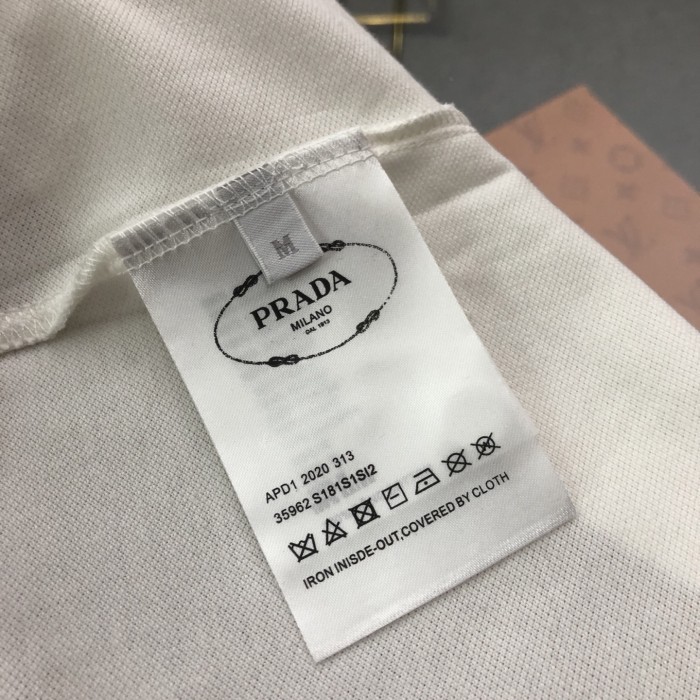 M
PRADA
MILANO
DAL 1913
APD1 2020 313
35962 S181S1SI2
IRON INISDE-OUT,COVERED BY CLOTH